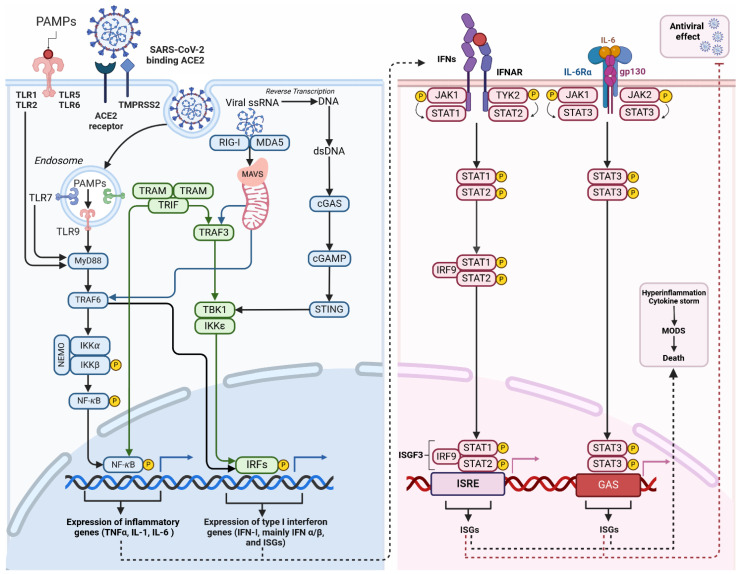 PAMPs
SARS-CoV-2
binding ACE2
TLR1
TLR2
TLR5
TLR6
ACE2
receptor
TMPRSS2
Reverse Transcription
Viral ssRNA
DNA
RIG-I
MDA5
dsDNA
MAVS
Endosome
PAMPs
TLR7
TLR9
TRAM
TRAM
TRIF
TRAF3
cGAS
cGAMP
STING
MyD88
TRAF6
TBK1
IKKε
NEMO
IKKα
IKKβ
P
NF-κB
P
NF-κB
P
IRFs
P
Expression of inflammatory
genes (TNFα, IL-1, IL-6 )
Expression of type I interferon
genes (IFN-I, mainly IFN α/β,
and ISGs)
IFNs
IFNAR
IL-6
IL-6Rα
gp130
Antiviral
effect
P
JAK1
STAT1
TYK2
P
STAT2
P
JAK1
STAT3
JAK2
P
STAT3
STAT1
P
STAT2
P
STAT3
P
STAT3
P
IRF9
STAT1
P
STAT2
P
Hyperinflammation
Cytokine storm
MODS
Death
ISGF3
IRF9
STAT1
P
STAT2
P
ISRE
STAT3
P
STAT3
P
GAS
ISGs
ISGs